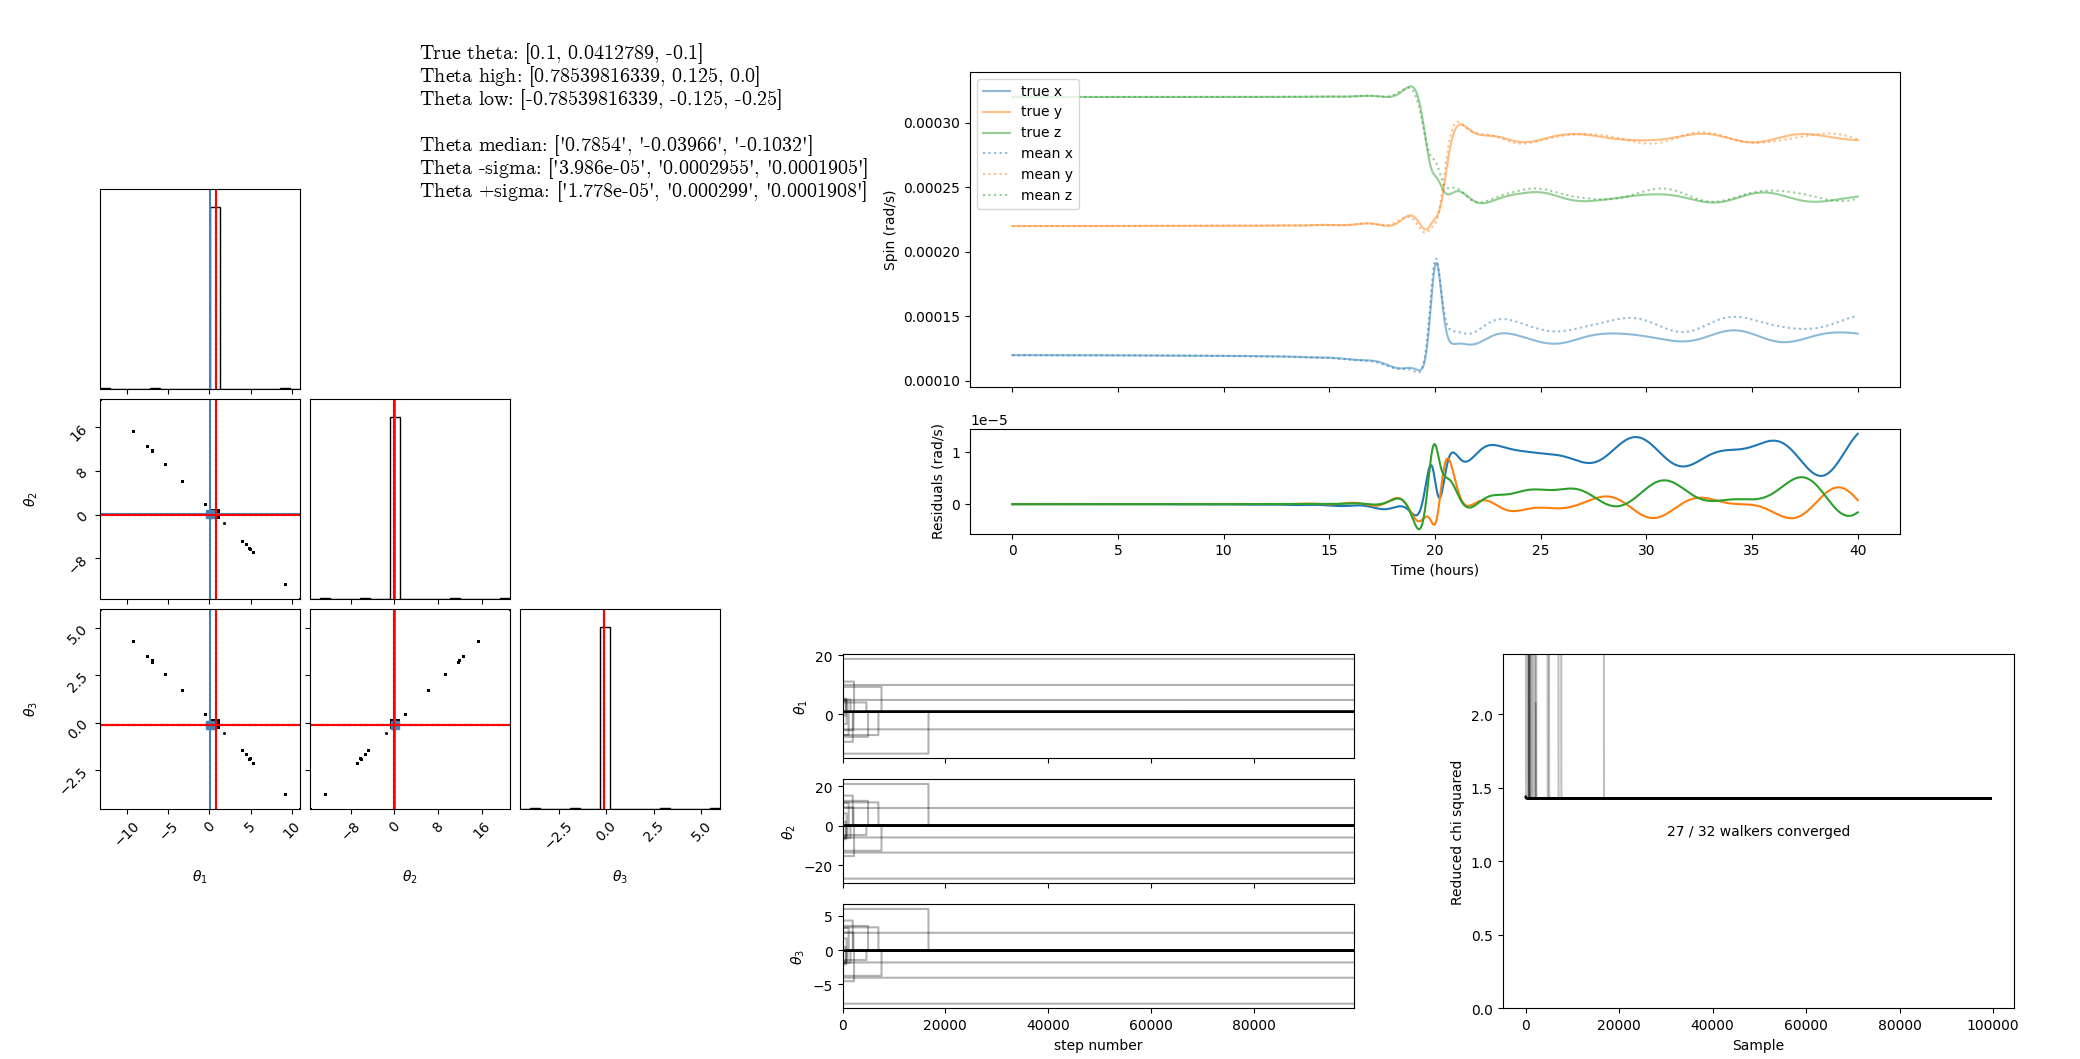 True theta: [0.1, 0.0412789, -0.1]
Theta high: [0.78539816339, 0.125, 0.0]
Theta low: [-0.78539816339, -0.125, -0.25]
Theta median: ['0.7854', '-0.03966', '-0.1032']
Theta -sigma: ['3.986e-05', '0.0002955', '0.0001905']
Theta +sigma: ['1.778e-05', '0.000299', '0.0001908']
16
8
0
−8
θ2
5.0
2.5
0.0
−2.5
θ3
−10
−5
0
5
10
θ1
−8
0
8
16
θ2
−2.5
0.0
2.5
5.0
θ3
true x
true y
true z
mean x
mean y
mean z
0.00030
0.00025
0.00020
0.00015
0.00010
Spin (rad/s)
1e−5
1
0
Residuals (rad/s)
0
5
10
15
20
25
30
35
40
Time (hours)
20
0
θ1
20
0
−20
θ2
5
0
−5
θ3
0
20000
40000
60000
80000
step number
2.0
1.5
1.0
0.5
0.0
Reduced chi squared
27 / 32 walkers converged
0
20000
40000
60000
80000
100000
Sample